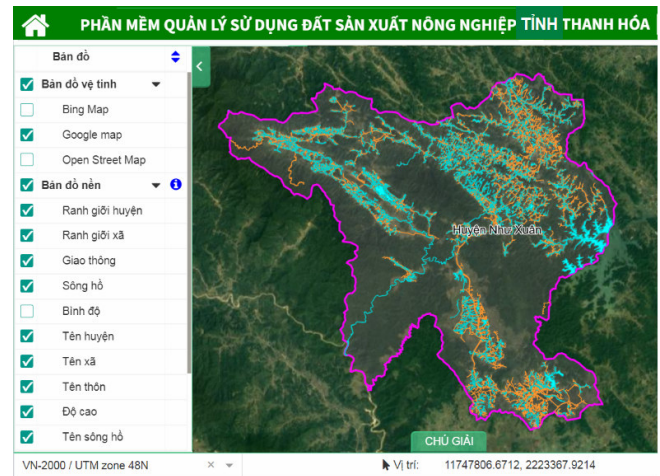 PHẦN MỀM QUẢN LÝ SỬ DỤNG ĐẤT SẢN XUẤT NÔNG NGHIỆP TỈNH THANH HÓA
Bản đồ
Bản đồ vệ tinh
Bing Map
Google map
Open Street Map
Bản đồ nền
Ranh giới huyện
Ranh giới xã
Giao thông
Sông hồ
Bình độ
Tên huyện
Tên xã
Tên thôn
Độ cao
Tên sông hồ
Huyện Như Xuân
CHÚ GIẢI
VN-2000 / UTM zone 48N
Vị trí: 11747806.6712, 2223367.9214